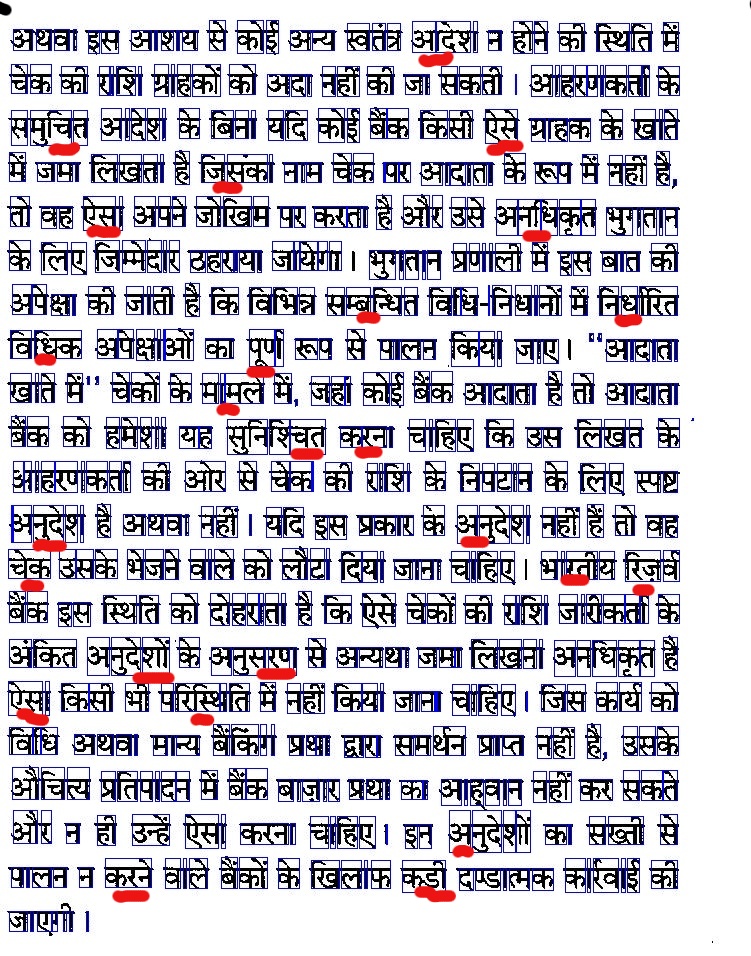 अथवा इस आशय से कोई अन्य स्वतंत्र आदेश न होने की स्थिति में
चेक की राशि ग्राहकों को अदा नहीं की जा सकती । आहरणकर्ता के
समुचित आदेश के बिना यदि कोई बैंक किसी ऐसे ग्राहक के खाते
में जमा लिखता है जिसका नाम चेक पर आदाता के रूप में नहीं है,
तो वह ऐसा अपने जोखिम पर करता है और उसे अनधिकृत भुगतान
के लिए जिम्मेदार ठहराया जायेगा । भुगतान प्रणाली में इस बात की
अपेक्षा की जाती है कि विभिन्न सम्बन्धित विधि-निधानों में निर्धारित
विधिक अपेक्षाओं का पूर्ण रूप से पालन किया जाए । "आदाता
खाते में" चेकों के मामले में, जहां कोई बैंक आदाता है तो आदाता
बैंक को हमेशा यह सुनिश्चित करना चाहिए कि उस लिखत के
आहरणकर्ता की ओर से चेक की राशि के निपटान के लिए स्पष्ट
अनुदेश है अथवा नहीं । यदि इस प्रकार के अनुदेश नहीं हैं तो वह
चेक उसके भेजने वाले को लौटा दिया जाना चाहिए । भारतीय रिज़र्व
बैंक इस स्थिति को दोहराता है कि ऐसे चेकों की राशि जारीकर्ता के
अंकित अनुदेशों के अनुसरण से अन्यथा जमा लिखना अनधिकृत है
ऐसा किसी भी परिस्थिति में नहीं किया जाना चाहिए । जिस कार्य को
विधि अथवा मान्य बैंकिंग प्रथा द्वारा समर्थन प्राप्त नहीं है, उसके
औचित्य प्रतिपादन में बैंक बाज़ार प्रथा का आह्वान नहीं कर सकते
और न ही उन्हें ऐसा करना चाहिए । इन अनुदेशों का सख्ती से
पालन न करने वाले बैंकों के खिलाफ कड़ी दण्डात्मक कार्रवाई की
जाएगी ।